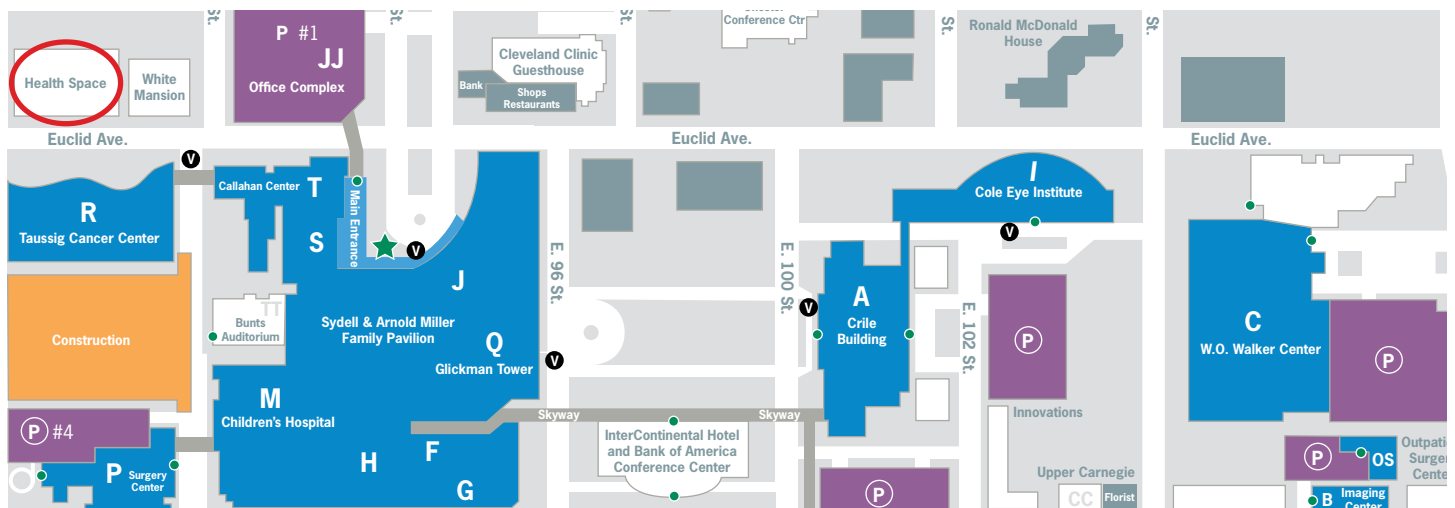 St.
St.
St.
St.
St.
Conference Ctr
Ronald McDonald
House
P #1
JJ
Office Complex
Health Space
White
Mansion
Cleveland Clinic
Guesthouse
Bank
Shops
Restaurants
Euclid Ave.
Euclid Ave.
Euclid Ave.
V
Callahan Center
T
Main Entrance
R
Taussig Cancer Center
S
V
J
I
Cole Eye Institute
V
E. 96 St.
E. 100 St.
E. 102 St.
TT
Bunts
Auditorium
Construction
Sydell & Arnold Miller
Family Pavilion
Q
Glickman Tower
V
V
A
Crile
Building
P
C
W.O. Walker Center
P
M
Children's Hospital
Skyway
Skyway
Innovations
P #4
P
Surgery
Center
H
F
G
InterContinental Hotel
and Bank of America
Conference Center
P
Upper Carnegie
CC
Florist
P
OS
Surgery
Center
B
Imaging
Center